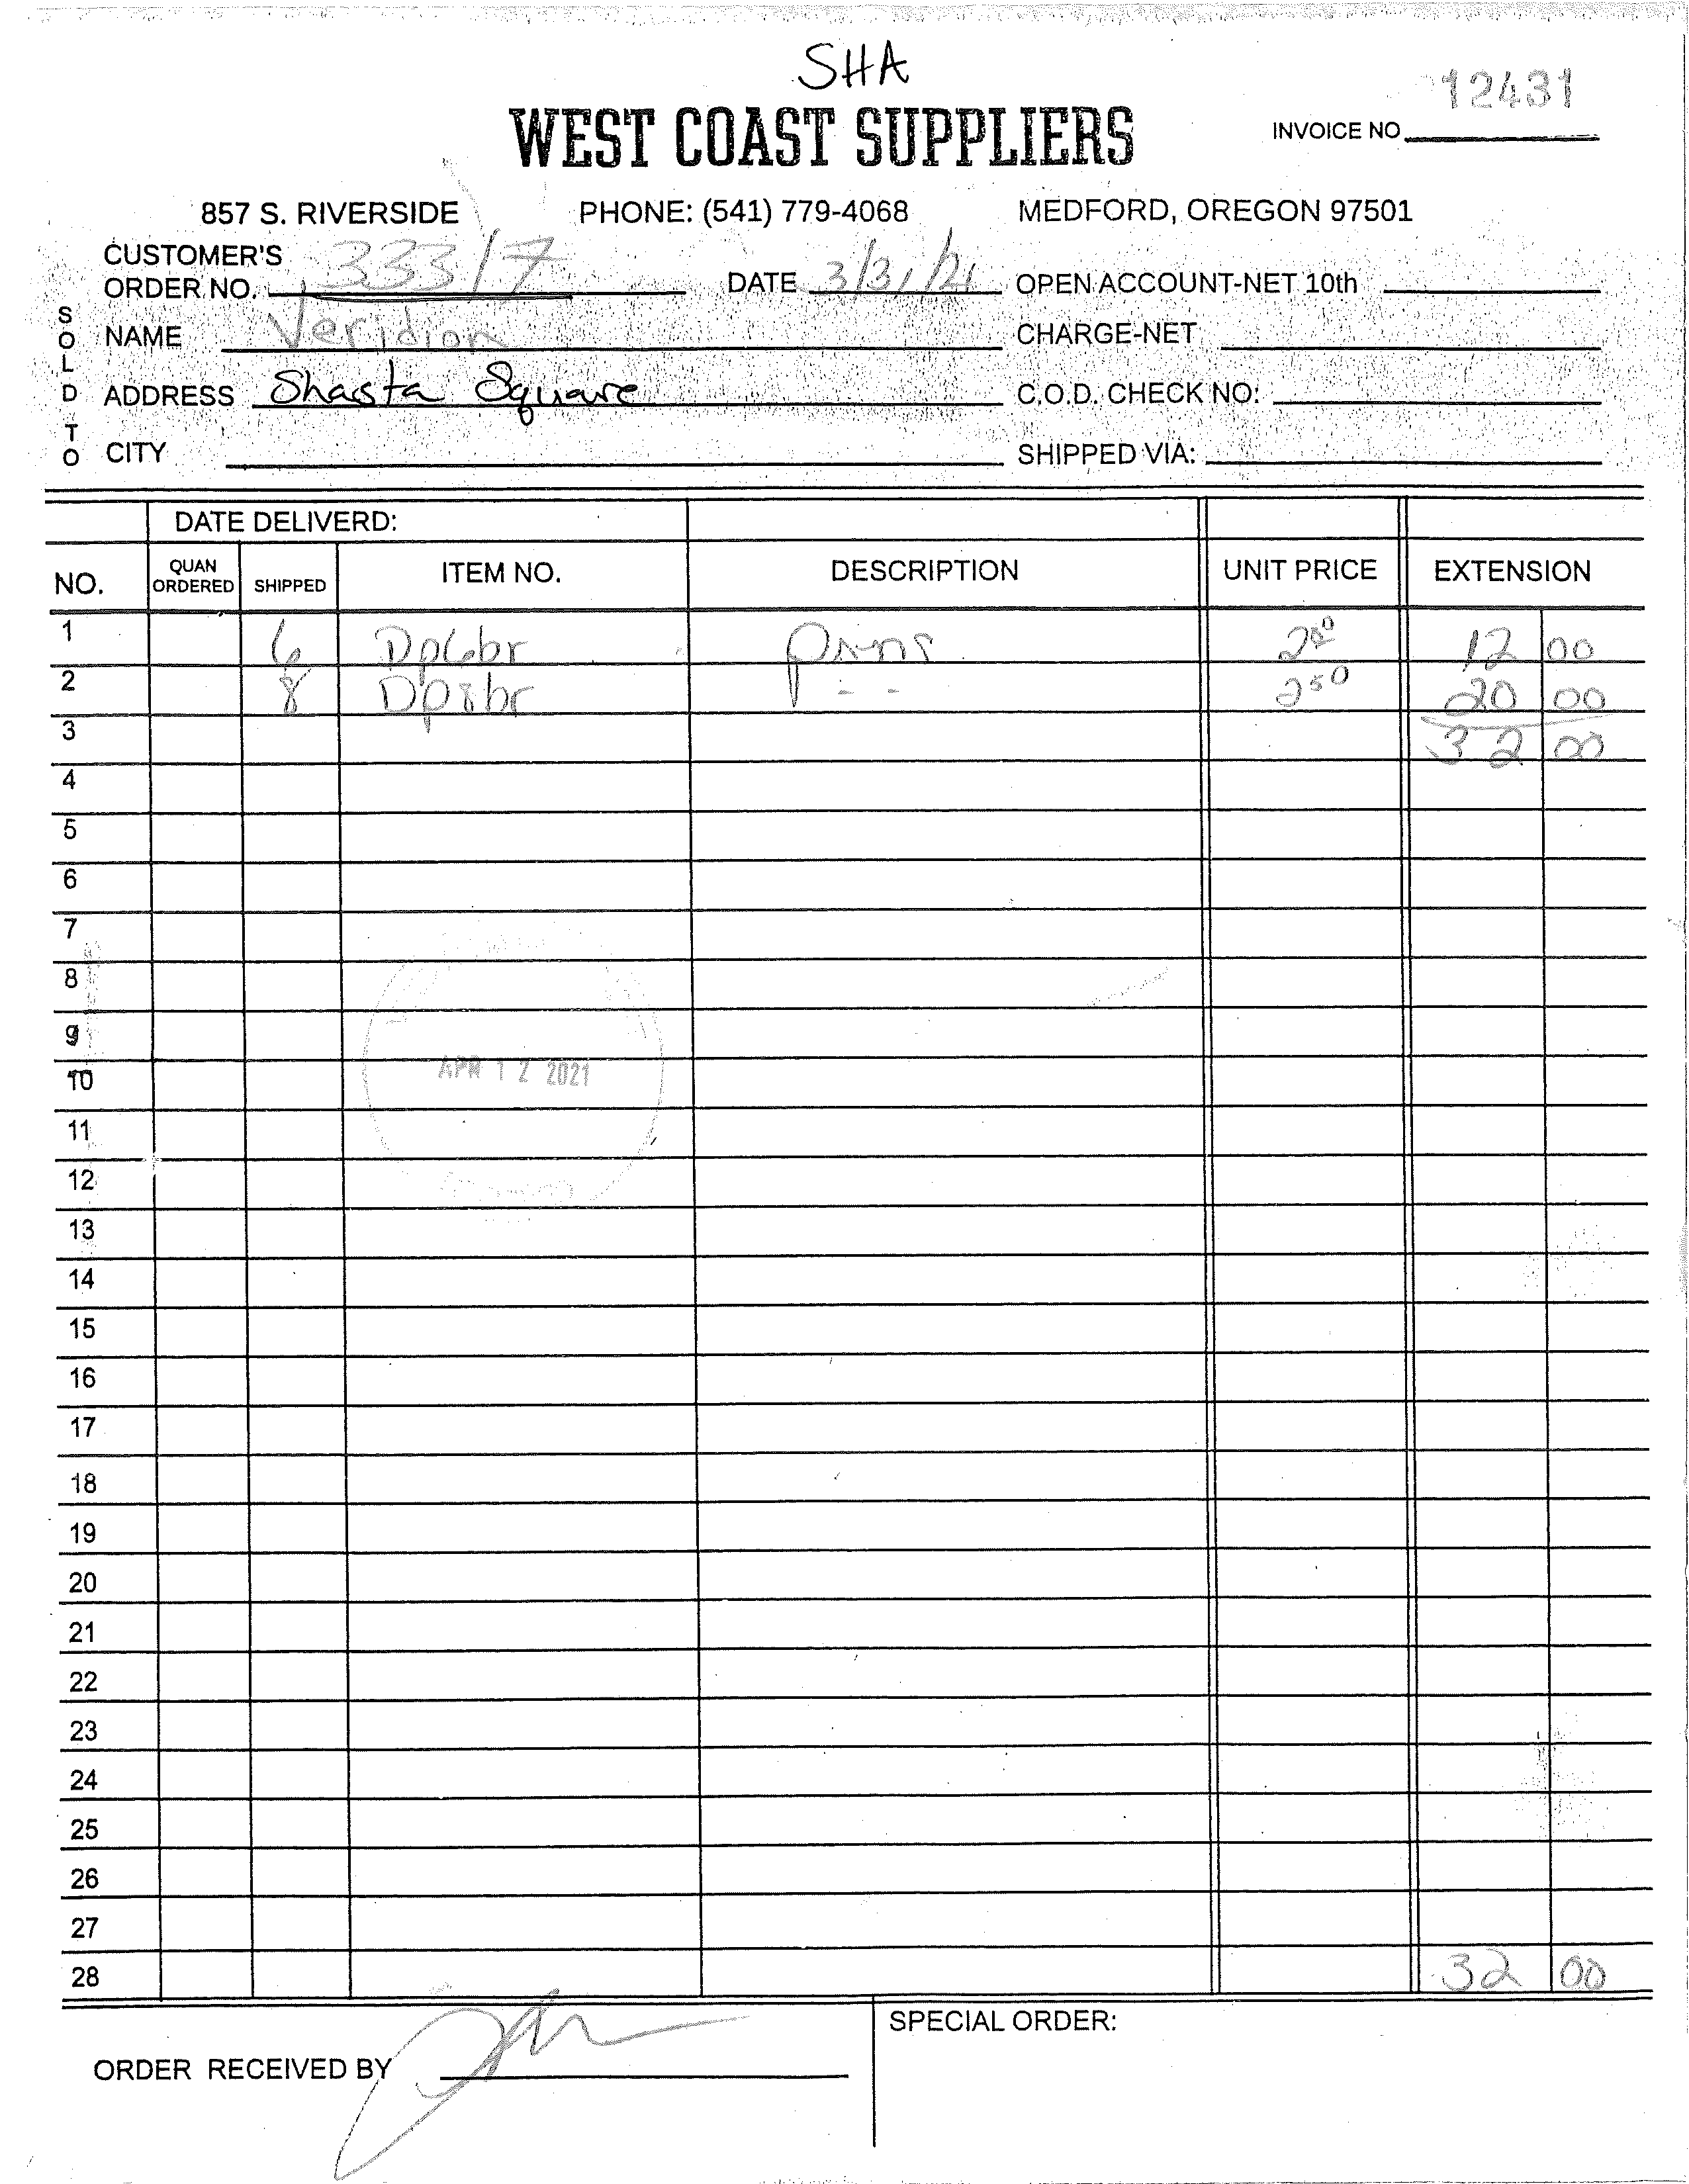 SHA
12431
WEST COAST SUPPLIERS
INVOICE NO.
857 S. RIVERSIDE PHONE: (541) 779-4068 MEDFORD, OREGON 97501
CUSTOMER'S
ORDER NO. 33317 DATE 3/31/21 OPEN ACCOUNT-NET 10th
SOLD TO
NAME Veridian CHARGE-NET
ADDRESS Shasta Square C.O.D. CHECK NO:
CITY SHIPPED VIA:
DATE DELIVERD:
NO. QUAN ORDERED SHIPPED ITEM NO. DESCRIPTION UNIT PRICE EXTENSION
1 6 Dp6br 2 00 12 00
2 8 Dp8br 2 50 20 00
3 32 00
4
5
6
7
8
9
10 APR 12 2021
11
12
13
14
15
16
17
18
19
20
21
22
23
24
25
26
27
28 32 00
SPECIAL ORDER:
ORDER RECEIVED BY